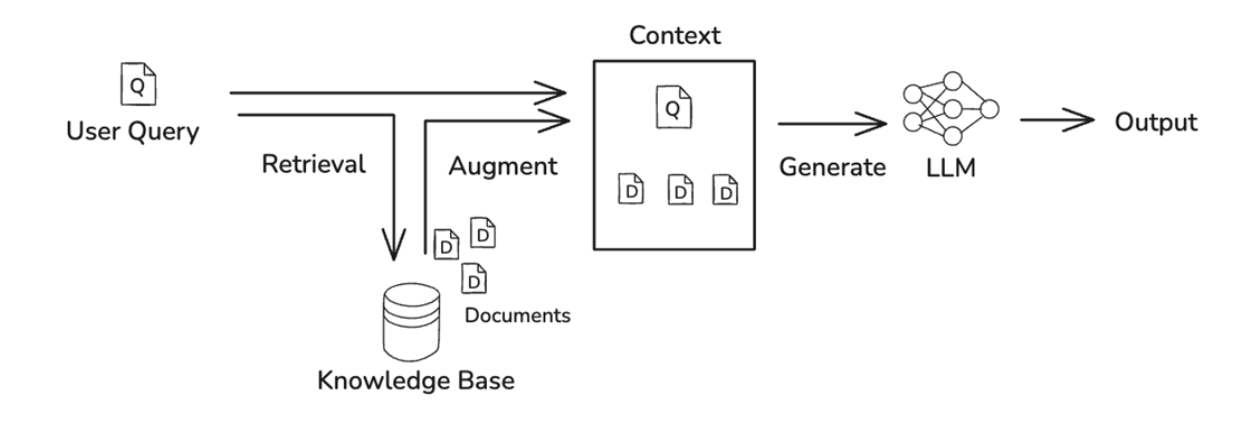 Context
Q
User Query
Q
Retrieval
Augment
Generate
LLM
Output
D
D
D
D
D
D
Documents
Knowledge Base